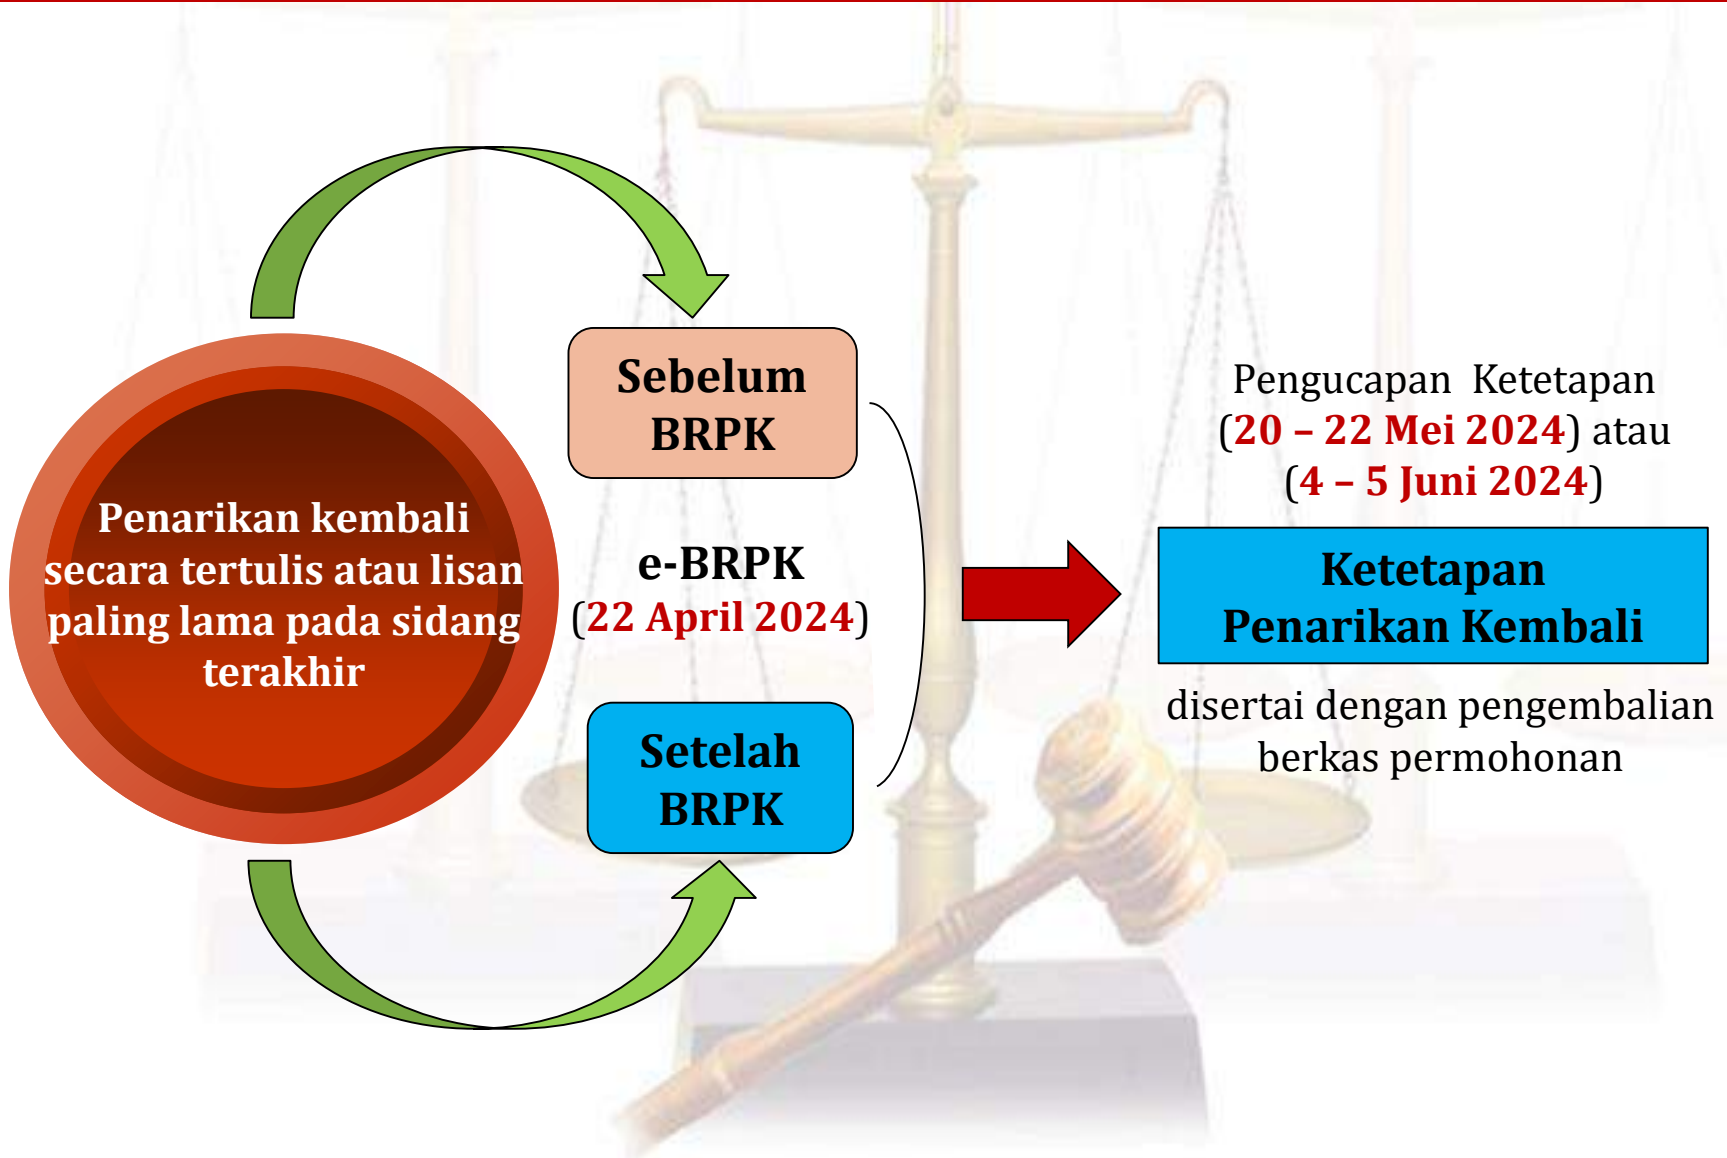 Penarikan kembali
secara tertulis atau lisan
paling lama pada sidang
terakhir
Sebelum
BRPK
e-BRPK
(22 April 2024)
Setelah
BRPK
Pengucapan Ketetapan
(20 – 22 Mei 2024) atau
(4 – 5 Juni 2024)
Ketetapan
Penarikan Kembali
disertai dengan pengembalian
berkas permohonan